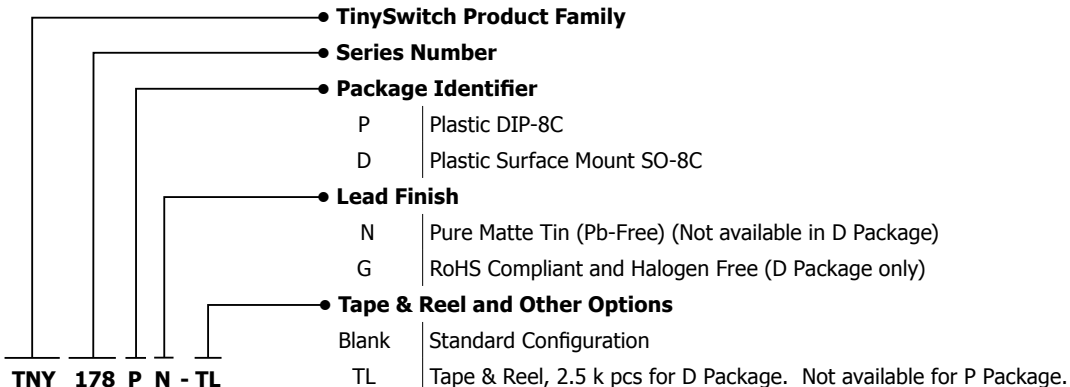 TinySwitch Product Family
Series Number
Package Identifier
P Plastic DIP-8C
D Plastic Surface Mount SO-8C
Lead Finish
N Pure Matte Tin (Pb-Free) (Not available in D Package)
G RoHS Compliant and Halogen Free (D Package only)
Tape & Reel and Other Options
Blank Standard Configuration
TNY 178 P N - TL TL Tape & Reel, 2.5 k pcs for D Package. Not available for P Package.